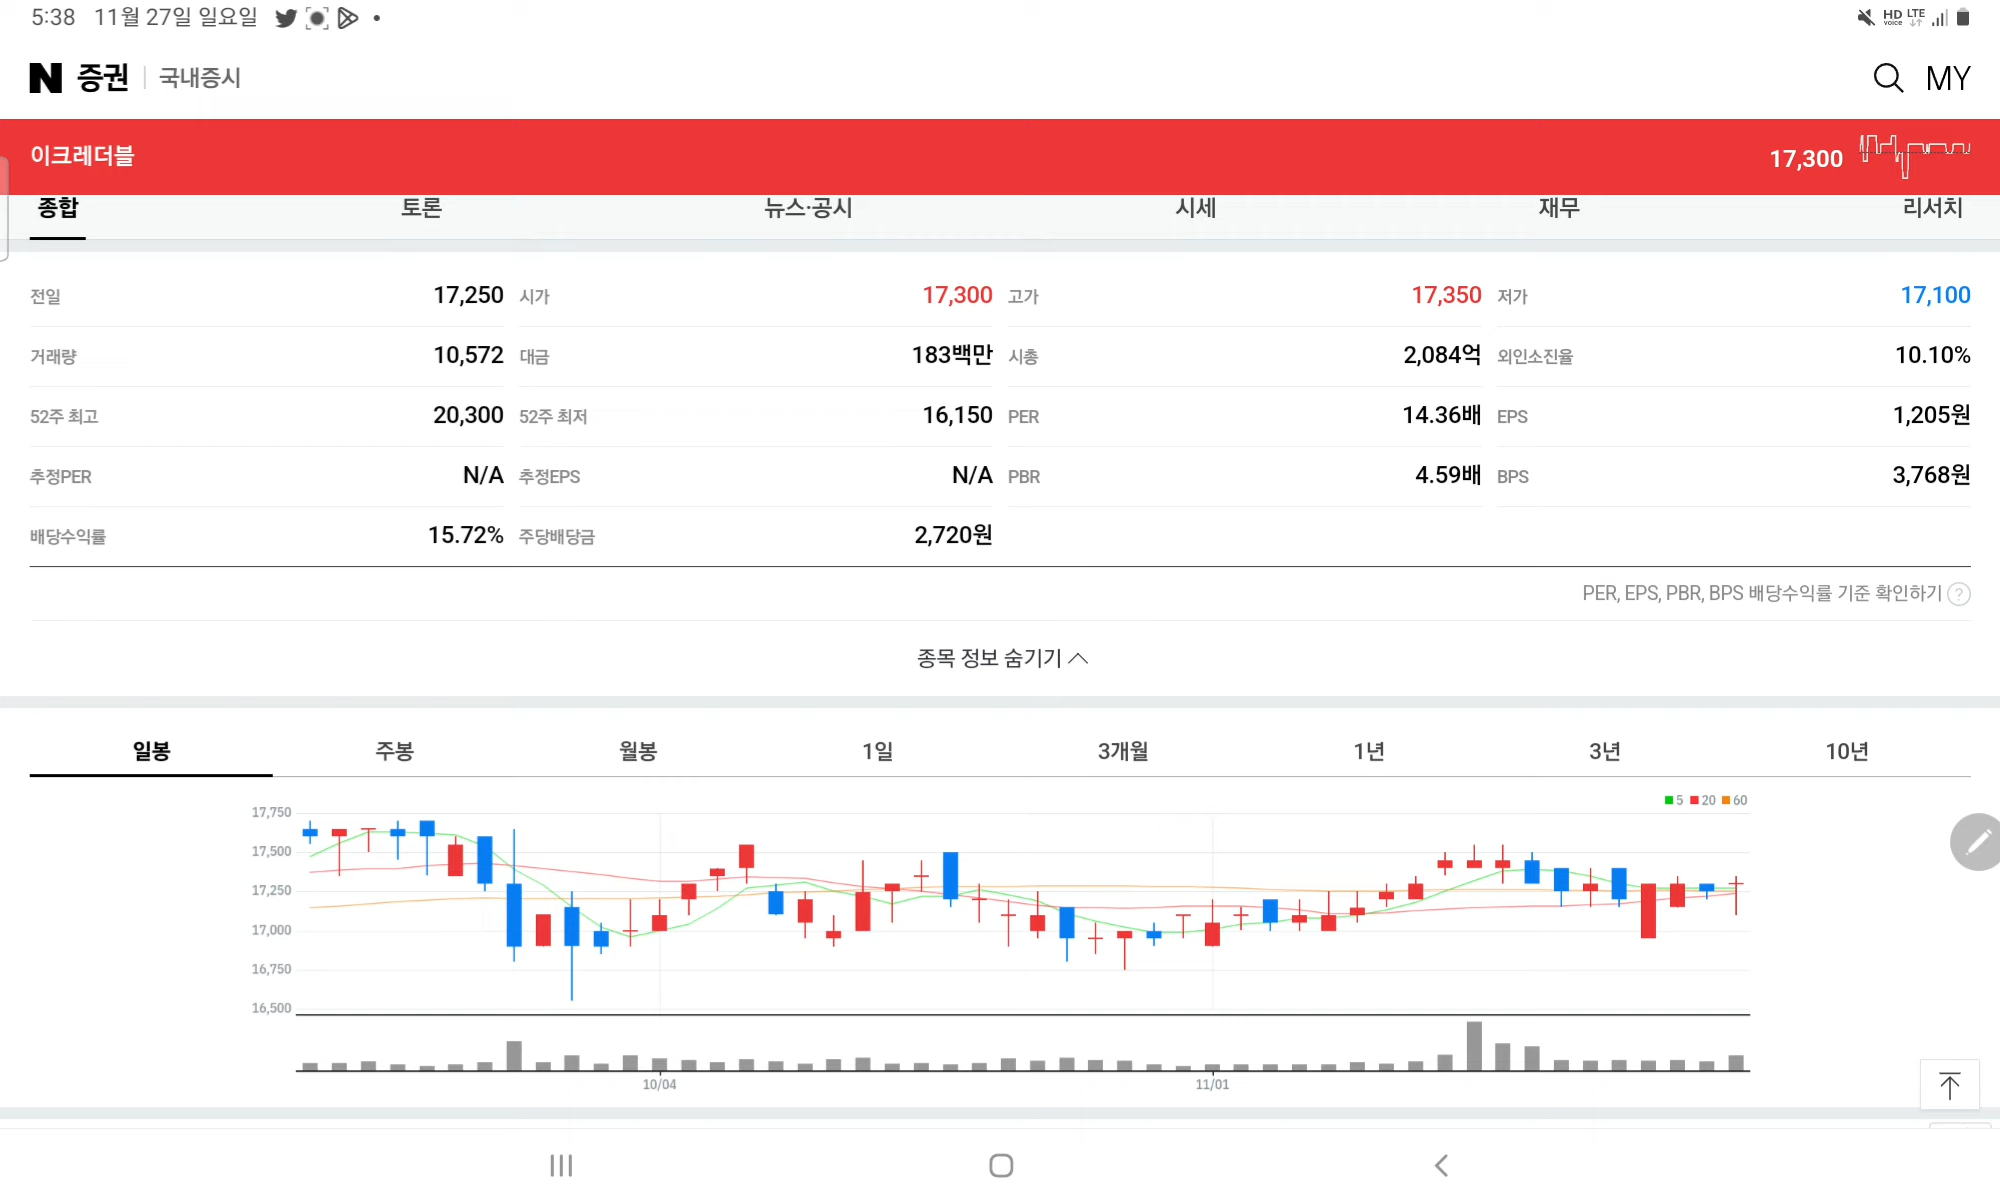 5:38 11월 27일 일요일 HD voice LTE
N 증권 국내증시 MY
이크레더블 17,300
종합 토론 뉴스·공시 시세 재무 리서치
전일 17,250 시가 17,300 고가 17,350 저가 17,100
거래량 10,572 대금 183백만 시총 2,084억 외인소진율 10.10%
52주 최고 20,300 52주 최저 16,150 PER 14.36배 EPS 1,205원
추정PER N/A 추정EPS N/A PBR 4.59배 BPS 3,768원
배당수익률 15.72% 주당배당금 2,720원
PER, EPS, PBR, BPS 배당수익률 기준 확인하기 ?
종목 정보 숨기기
일봉 주봉 월봉 1일 3개월 1년 3년 10년
5 20 60
17,750
17,500
17,250
17,000
16,750
16,500
10/04 11/01